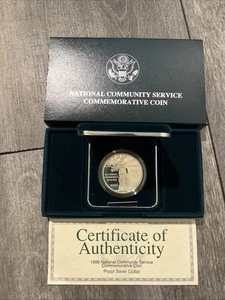 NATIONAL COMMUNITY SERVICE
COMMEMORATIVE COIN
Certificate of
Authenticity
1996 National Community Service
Commemorative Coin
Proof Silver Dollar